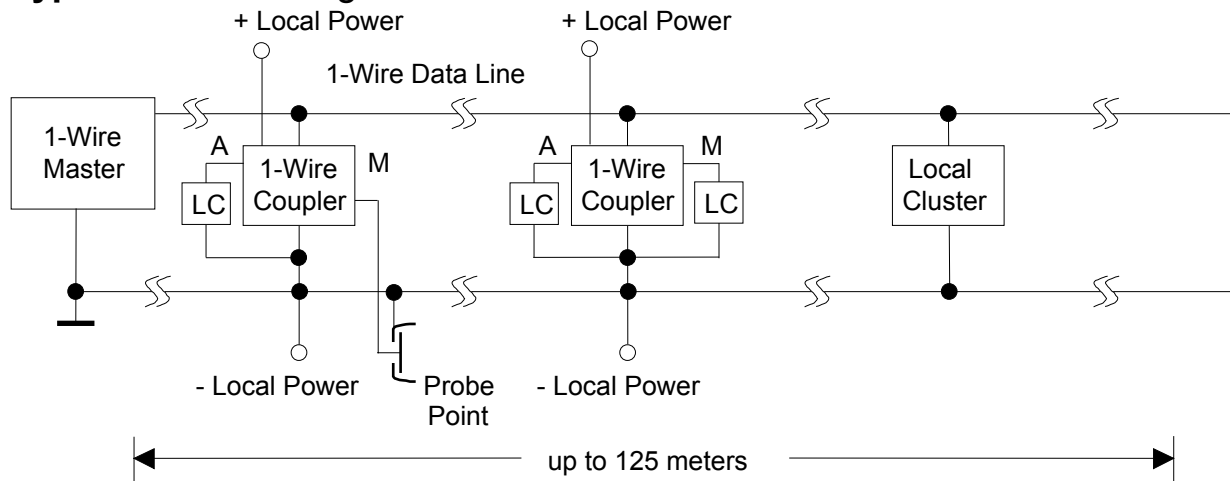 + Local Power
+ Local Power
1-Wire Data Line
1-Wire
Master
A
1-Wire
Coupler
M
LC
A
1-Wire
Coupler
M
LC
LC
Local
Cluster
- Local Power
Probe
Point
- Local Power
up to 125 meters